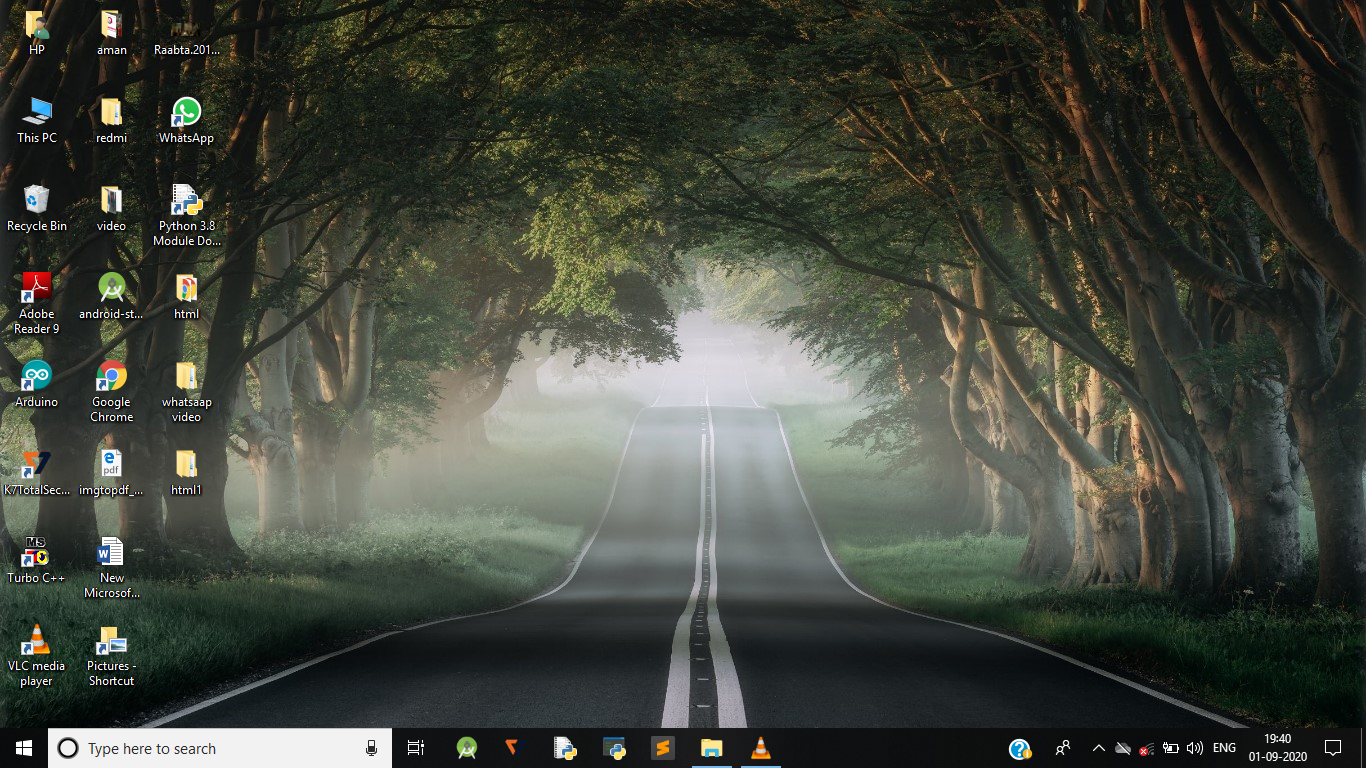 HP
aman
Raabta.201...
This PC
redmi
WhatsApp
Recycle Bin
video
Python 3.8
Module Do...
Adobe
Reader 9
android-st...
html
Arduino
Google
Chrome
whatsaap
video
K7TotalSec...
pdf
imgtopdf_...
html1
MS
Turbo C++
New
Microsof...
VLC media
player
Pictures -
Shortcut
Type here to search
ENG
19:40
01-09-2020